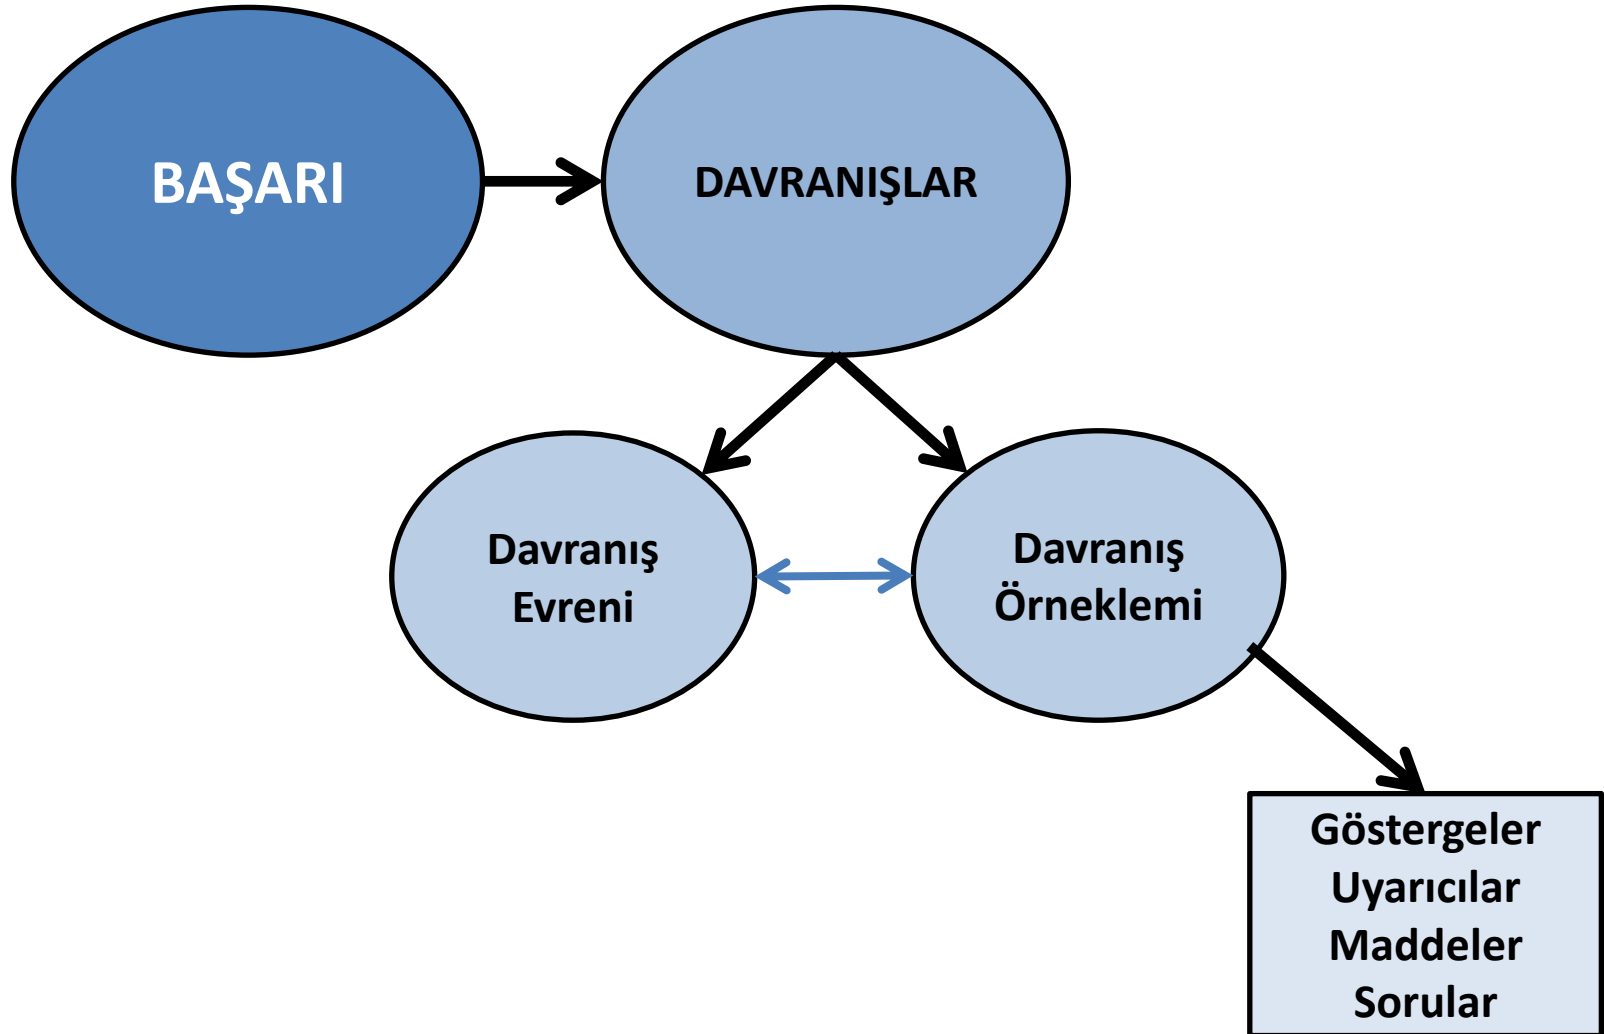 BAŞARI
DAVRANIŞLAR
Davranış
Evreni
Davranış
Örneklemi
Göstergeler
Uyarıcılar
Maddeler
Sorular